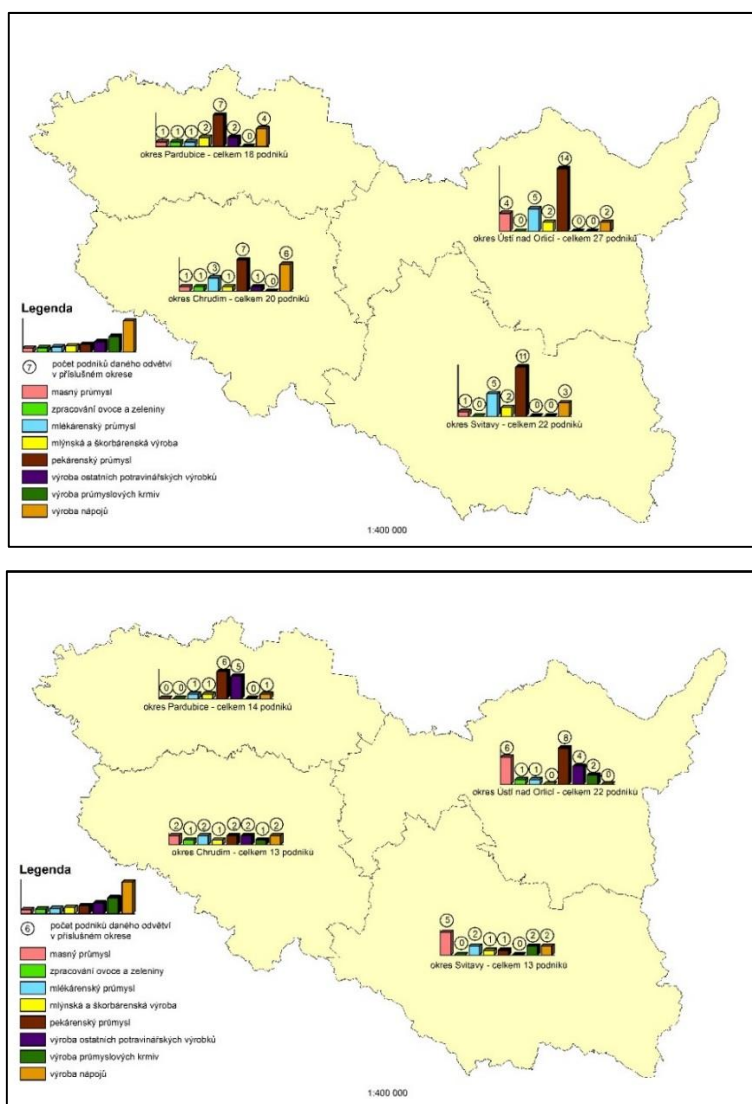 1 1 1 2 7 2 0 4
okres Pardubice - celkem 18 podniků
4 0 5 2 14 0 0 2
okres Ústí nad Orlicí - celkem 27 podniků
1 1 3 1 7 1 0 6
okres Chrudim - celkem 20 podniků
1 0 5 2 11 0 0 3
okres Svitavy - celkem 22 podniků
Legenda
7 počet podniků daného odvětví
v příslušném okrese
masný průmysl
zpracování ovoce a zeleniny
mlékárenský průmysl
mlýnská a škorbárenská výroba
pekárenský průmysl
výroba ostatních potravinářských výrobků
výroba průmyslových krmiv
výroba nápojů
1:400 000
0 0 1 1 6 5 0 1
okres Pardubice - celkem 14 podniků
6 1 1 0 8 4 2 0
okres Ústí nad Orlicí - celkem 22 podniků
2 1 2 1 2 2 1 2
okres Chrudim - celkem 13 podniků
5 0 2 1 1 0 2 2
okres Svitavy - celkem 13 podniků
Legenda
6 počet podniků daného odvětví
v příslušném okrese
masný průmysl
zpracování ovoce a zeleniny
mlékárenský průmysl
mlýnská a škorbárenská výroba
pekárenský průmysl
výroba ostatních potravinářských výrobků
výroba průmyslových krmiv
výroba nápojů
1:400 000